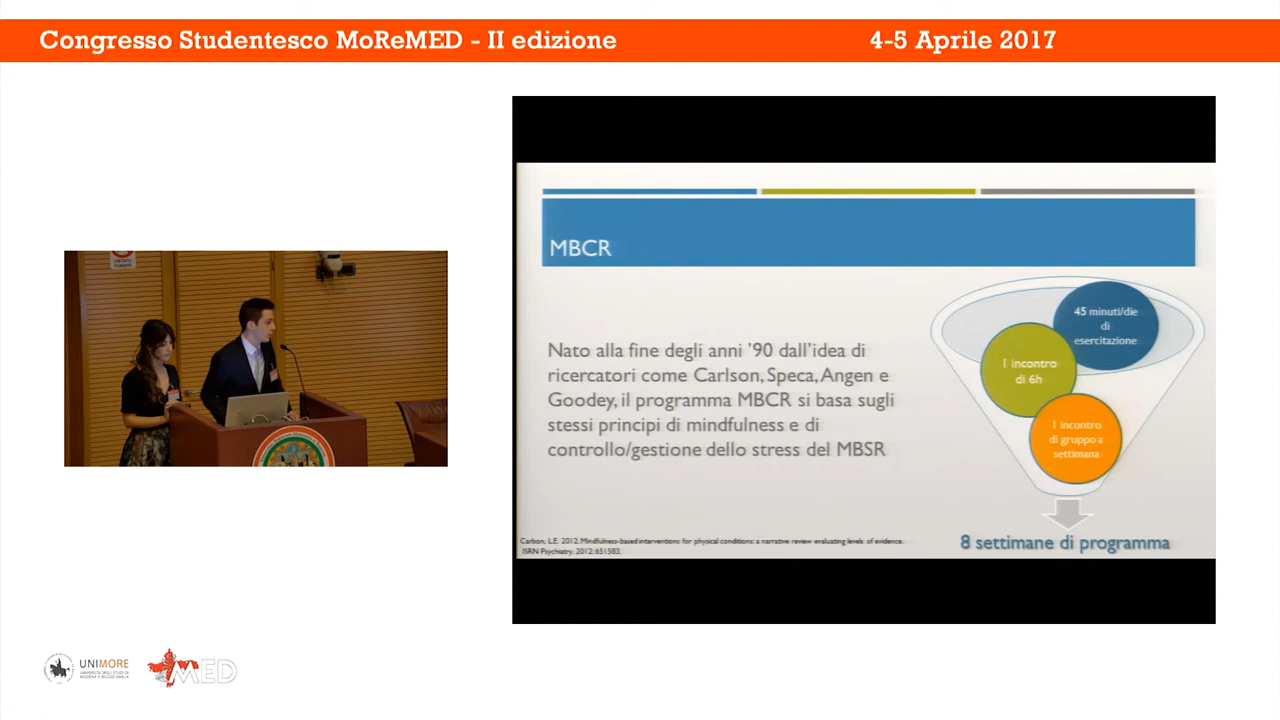 Congresso Studentesco MoReMED - II edizione
4-5 Aprile 2017
MBCR
Nato alla fine degli anni '90 dall'idea di
ricercatori come Carlson, Speca, Angen e
Goodey, il programma MBCR si basa sugli
stessi principi di mindfulness e di
controllo/gestione dello stress del MBSR
45 minuti/die
di
esercitazione
1 incontro
di 6h
1 incontro
di gruppo a
settimana
8 settimane di programma
Carlson, L.E. 2012. Mindfulness-based interventions for physical conditions: a narrative review evaluating levels of evidence.
ISRN Psychiatry. 2012: 651583.
UNIMORE
UNIVERSITÀ DEGLI STUDI DI
MODENA E REGGIO EMILIA
MED